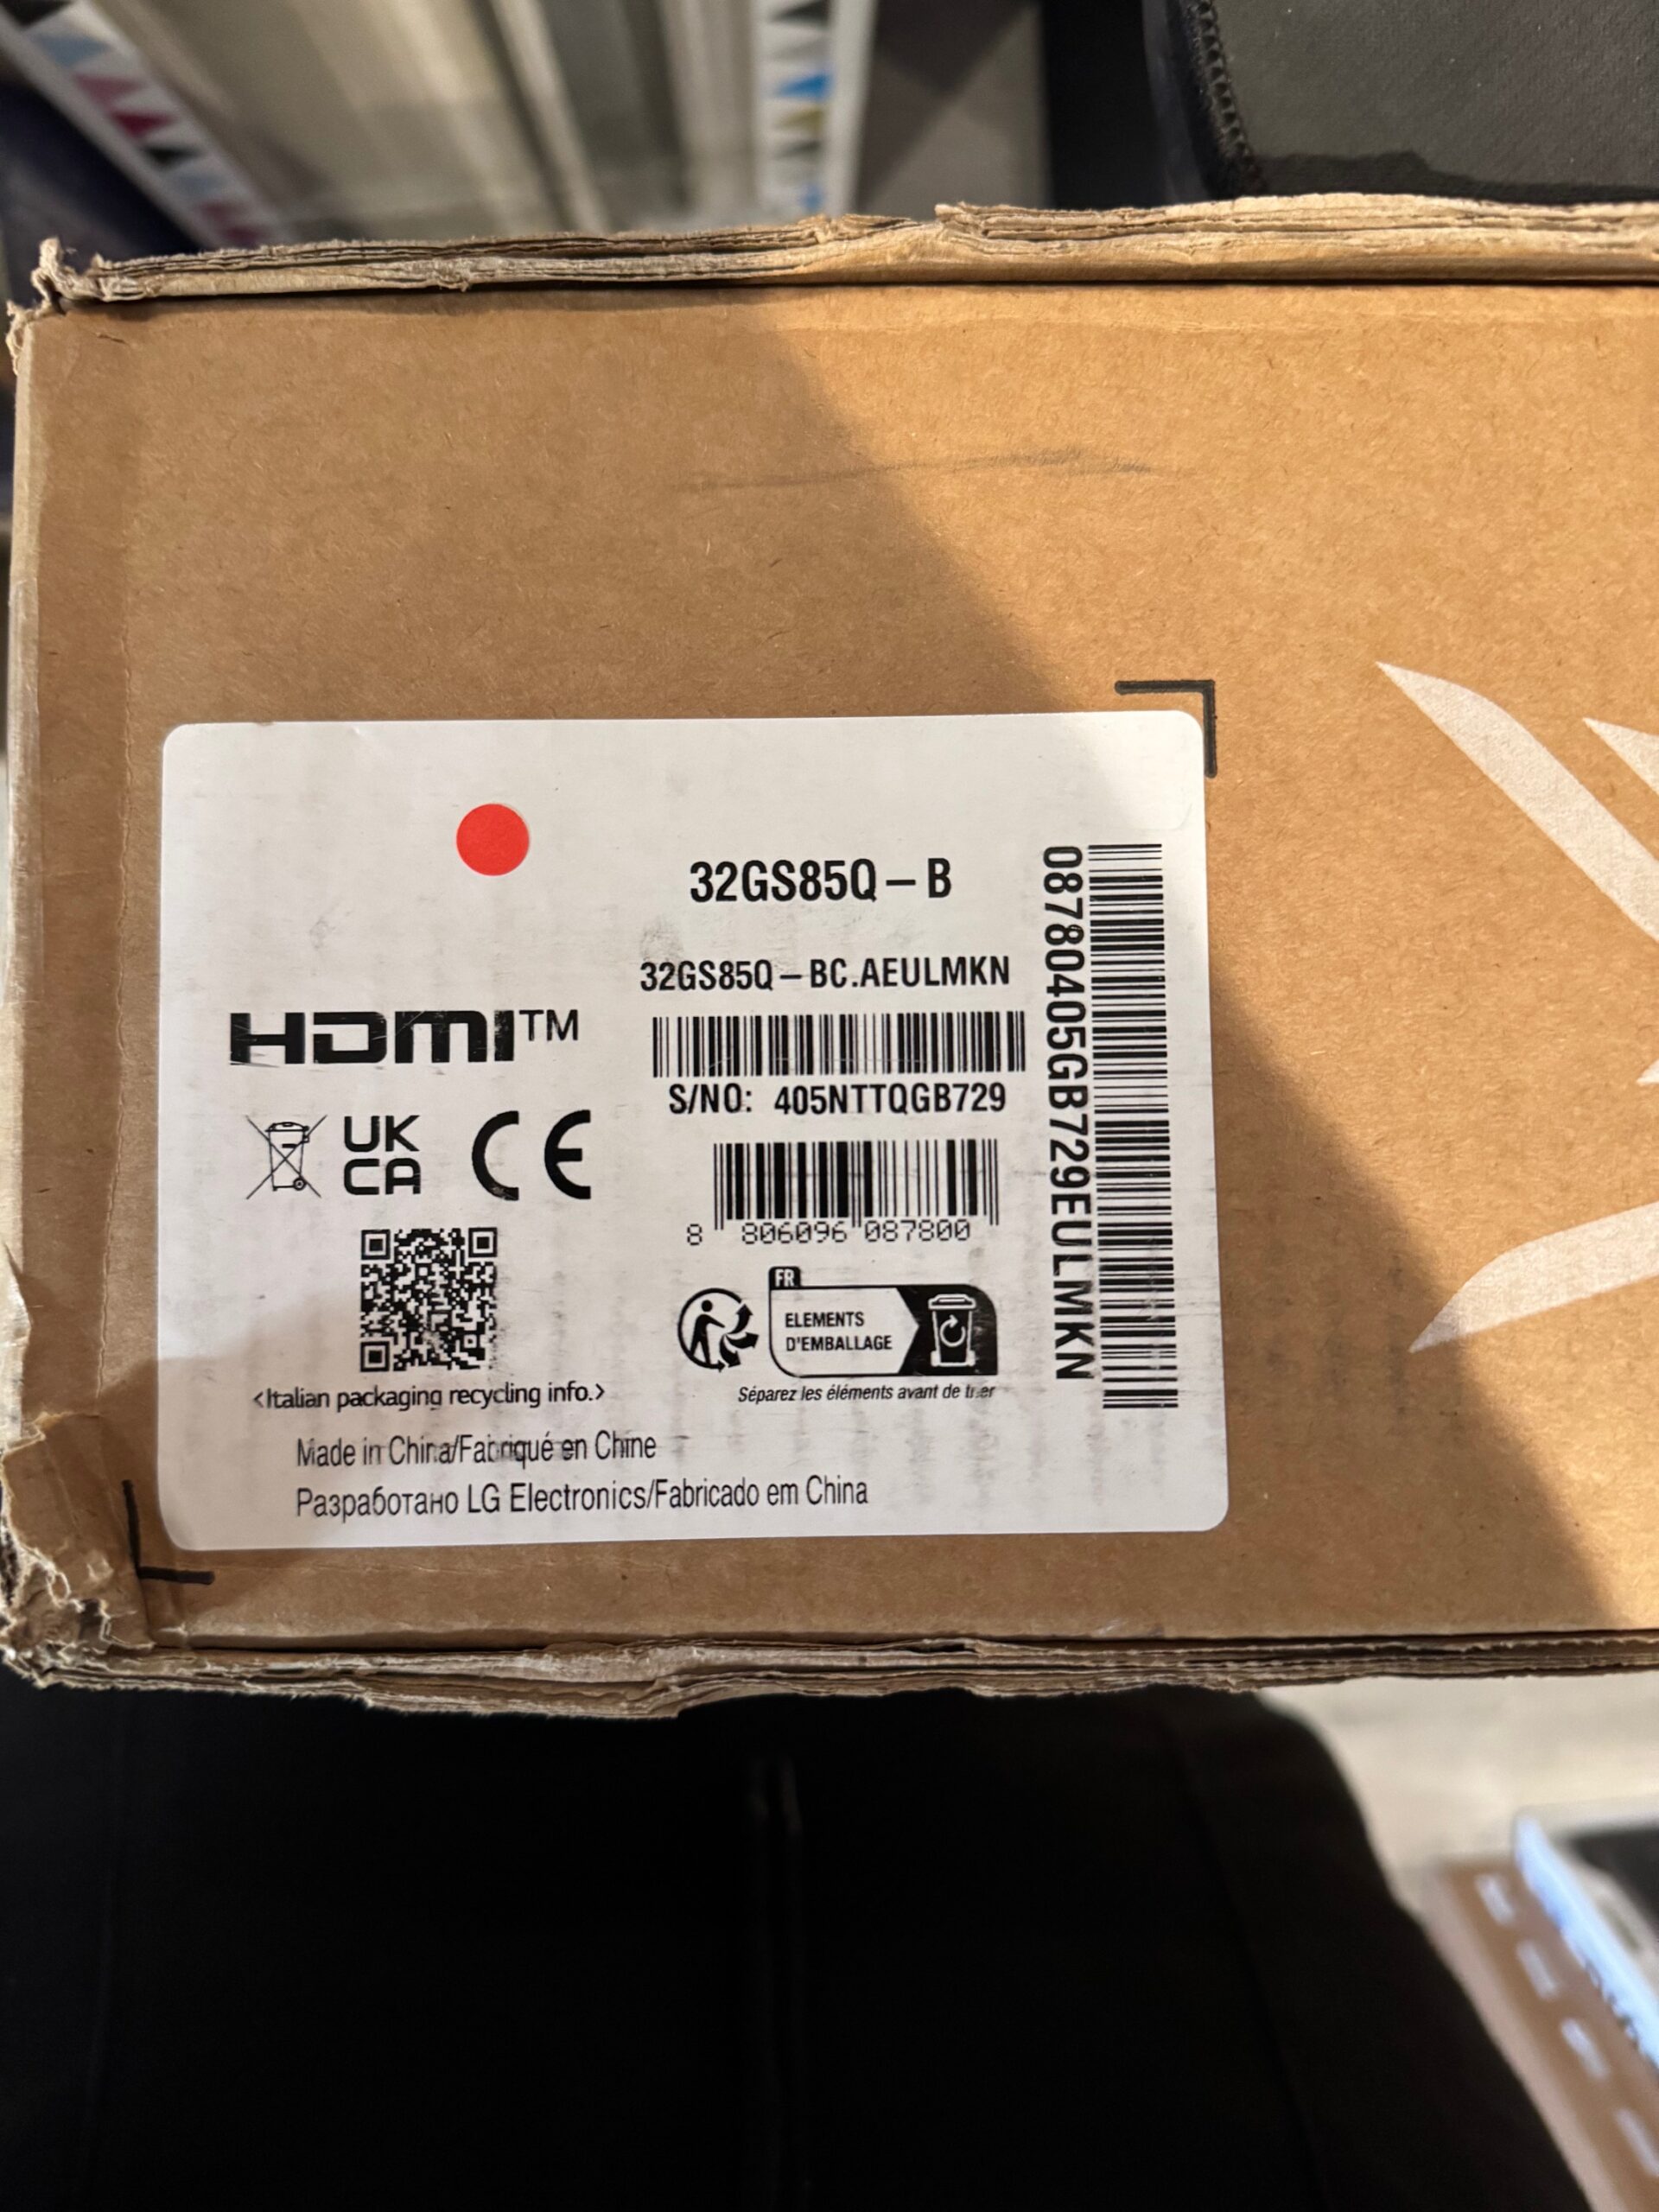 32GS85Q-B
32GS85Q-BC.AEULMKN
HDMI™
S/NO: 405NTTQGB729
UK
CA
CE
8 806096 087800
FR
ELEMENTS
D'EMBALLAGE
Séparez les éléments avant de trier
<Italian packaging recycling info.>
Made in China/Fabriqué en Chine
Разработано LG Electronics/Fabricado em China
08780405GB729EULMKN